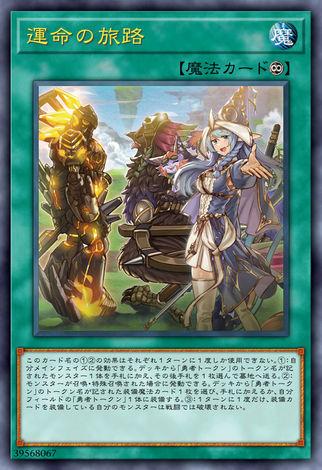 運命の旅路
魔
【魔法カード】
このカード名の①②の効果はそれぞれ1ターンに1度しか使用できない。①：自
分メインフェイズに発動できる。デッキから「勇者トークン」のトークン名が記
されたモンスター1体を手札に加え、その後手札を1枚選んで墓地へ送る。②：
モンスターが召喚・特殊召喚された場合に発動できる。デッキから「勇者トーク
ン」のトークン名が記された装備魔法カード1枚を選び、手札に加えるか、自分
フィールドの「勇者トークン」1体に装備する。③：1ターンに1度だけ、装備カー
ドを装備している自分のモンスターは戦闘では破壊されない。
39568067